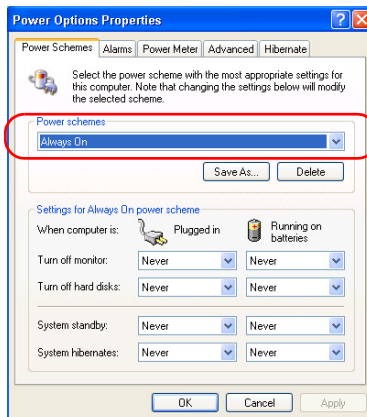 Power Options Properties
Power Schemes Alarms Power Meter Advanced Hibernate
Select the power scheme with the most appropriate settings for
this computer. Note that changing the settings below will modify
the selected scheme.
Power schemes
Always On
Save As... Delete
Settings for Always On power scheme
When computer is: Plugged in Running on
batteries
Turn off monitor: Never Never
Turn off hard disks: Never Never
System standby: Never Never
System hibernates: Never Never
OK Cancel Apply